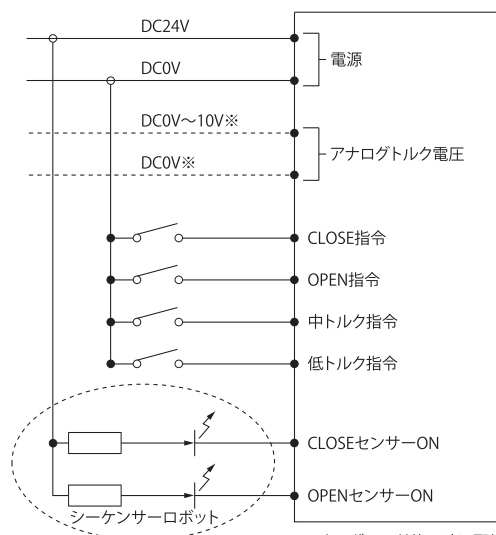 DC24V
電源
DC0V
DC0V～10V※
アナログトルク電圧
DC0V※
CLOSE指令
OPEN指令
中トルク指令
低トルク指令
CLOSEセンサーON
OPENセンサーON
シーケンサーロボット